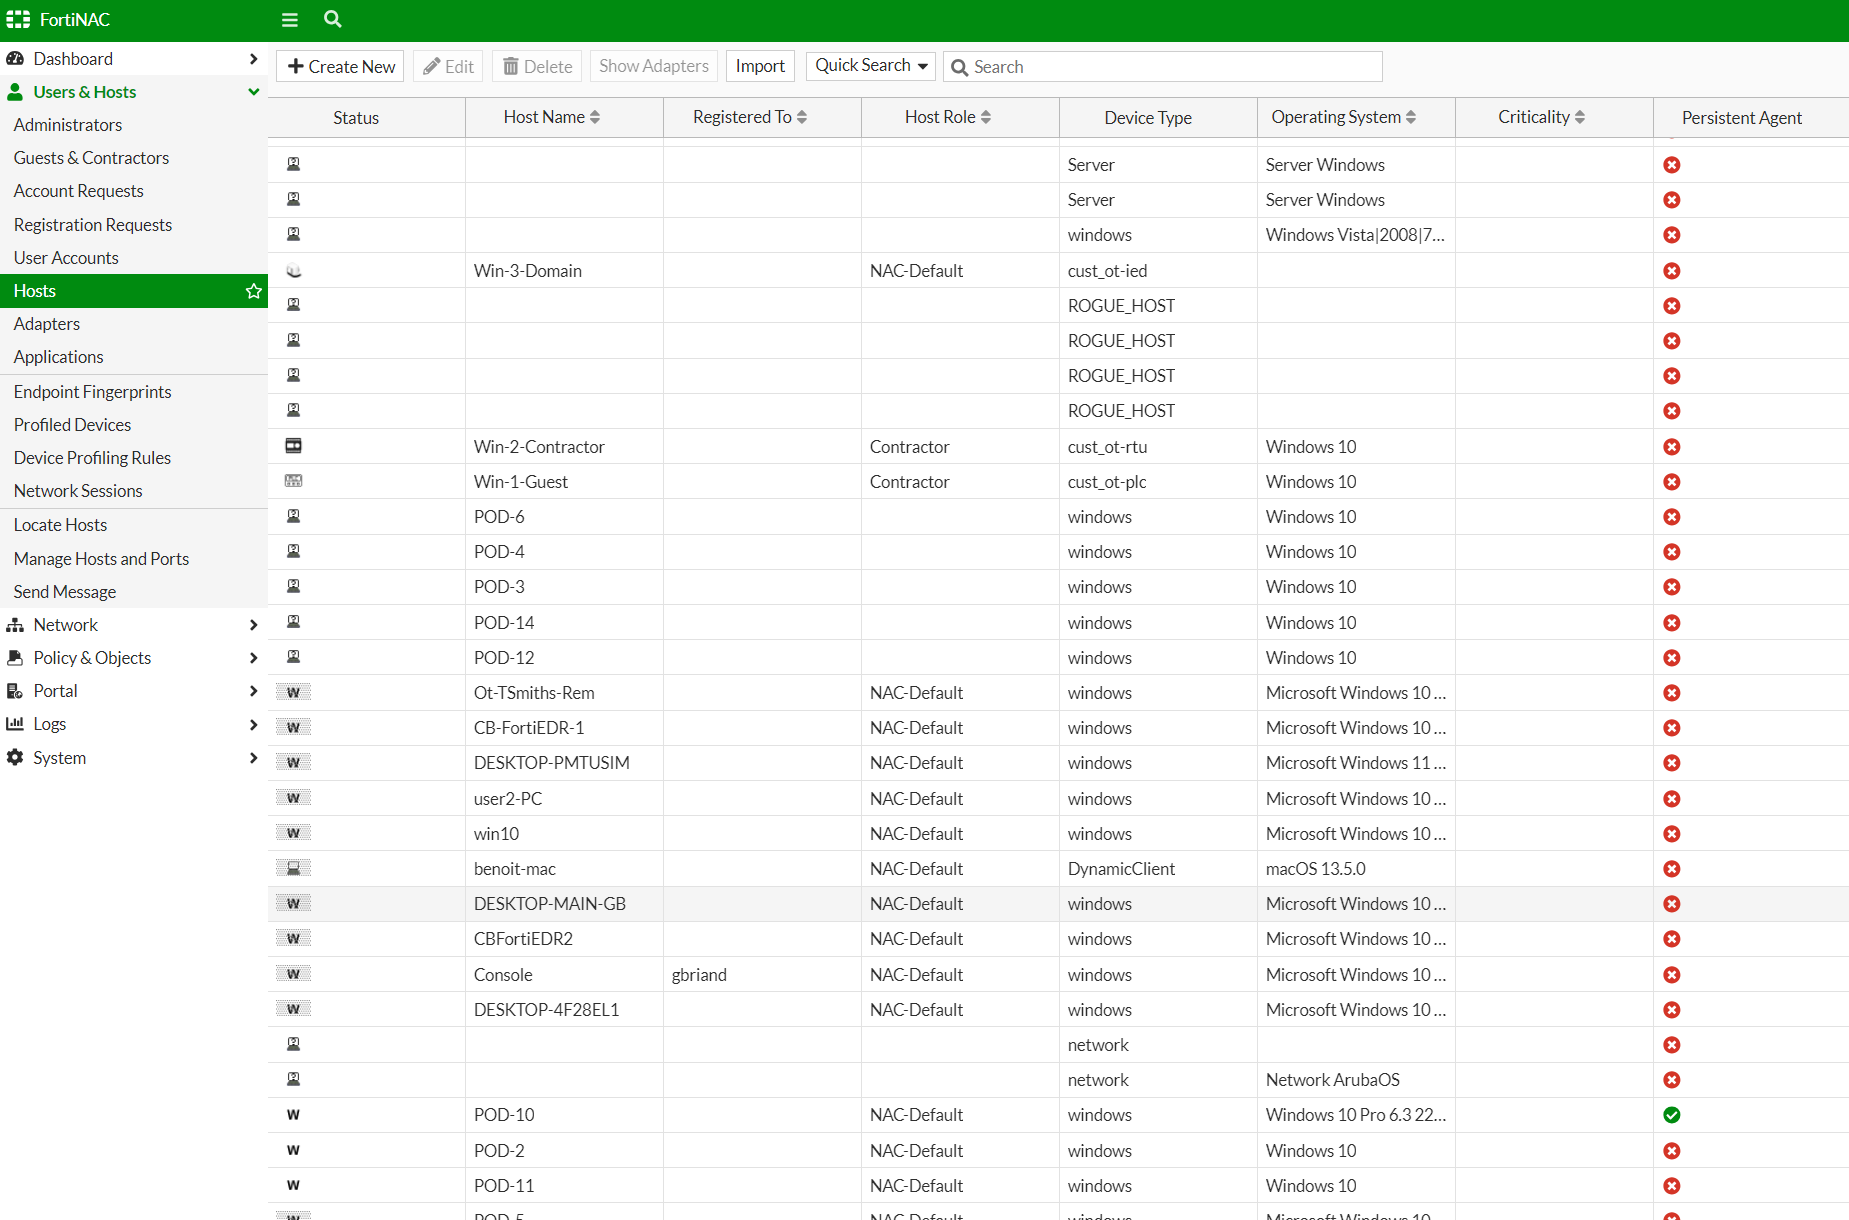 FortiNAC
Dashboard
Users & Hosts
Administrators
Guests & Contractors
Account Requests
Registration Requests
User Accounts
Hosts
Adapters
Applications
Endpoint Fingerprints
Profiled Devices
Device Profiling Rules
Network Sessions
Locate Hosts
Manage Hosts and Ports
Send Message
Network
Policy & Objects
Portal
Logs
System
Create New Edit Delete Show Adapters Import Quick Search Search
Status Host Name Registered To Host Role Device Type Operating System Criticality Persistent Agent
Server Server Windows
Server Server Windows
windows Windows Vista|2008|7...
Win-3-Domain NAC-Default cust_ot-ied
ROGUE_HOST
ROGUE_HOST
ROGUE_HOST
ROGUE_HOST
Win-2-Contractor Contractor cust_ot-rtu Windows 10
Win-1-Guest Contractor cust_ot-plc Windows 10
POD-6 windows Windows 10
POD-4 windows Windows 10
POD-3 windows Windows 10
POD-14 windows Windows 10
POD-12 windows Windows 10
W Ot-TSmiths-Rem NAC-Default windows Microsoft Windows 10 ...
W CB-FortiEDR-1 NAC-Default windows Microsoft Windows 10 ...
W DESKTOP-PMTUSIM NAC-Default windows Microsoft Windows 11 ...
W user2-PC NAC-Default windows Microsoft Windows 10 ...
W win10 NAC-Default windows Microsoft Windows 10 ...
benoit-mac NAC-Default DynamicClient macOS 13.5.0
W DESKTOP-MAIN-GB NAC-Default windows Microsoft Windows 10 ...
W CBFortiEDR2 NAC-Default windows Microsoft Windows 10 ...
W Console gbriand NAC-Default windows Microsoft Windows 10 ...
W DESKTOP-4F28EL1 NAC-Default windows Microsoft Windows 10 ...
network
network Network ArubaOS
W POD-10 NAC-Default windows Windows 10 Pro 6.3 22...
W POD-2 NAC-Default windows Windows 10
W POD-11 NAC-Default windows Windows 10
W POD-5 NAC-Default windows Microsoft Windows 10 ...